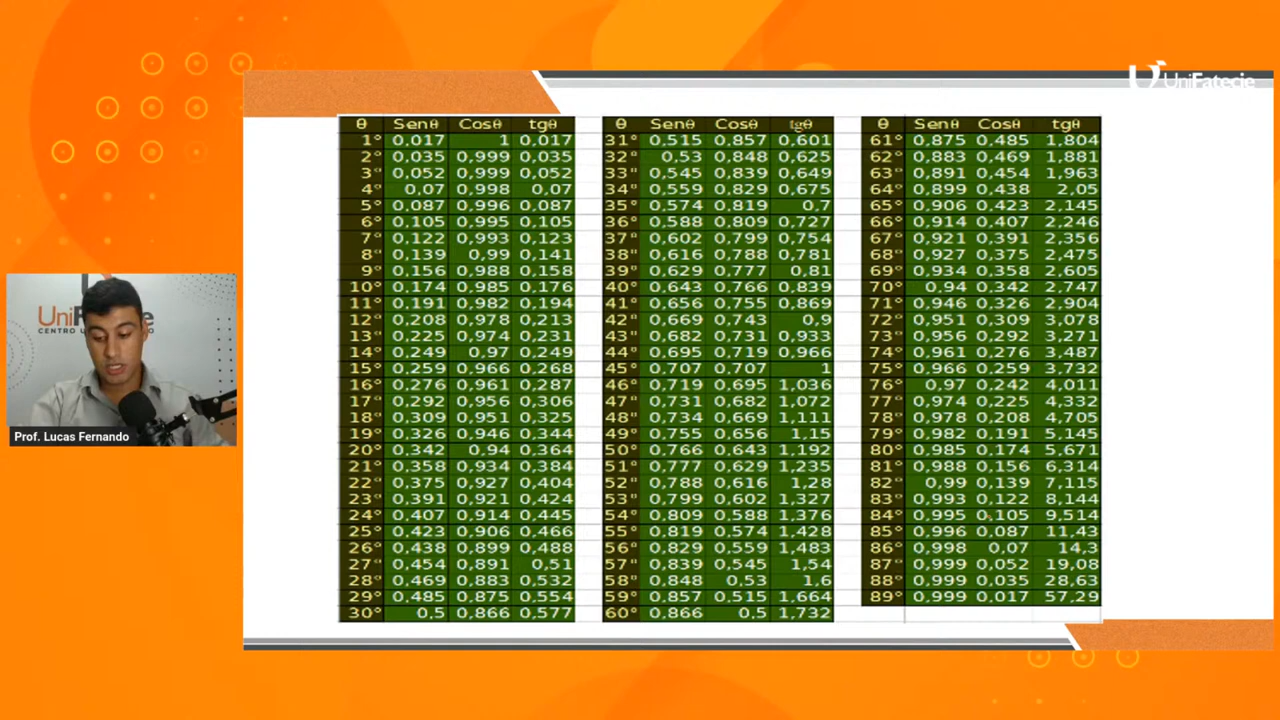 UniFatecie
θ Senθ Cosθ tgθ
1° 0,017 1 0,017
2° 0,035 0,999 0,035
3° 0,052 0,999 0,052
4° 0,07 0,998 0,07
5° 0,087 0,996 0,087
6° 0,105 0,995 0,105
7° 0,122 0,993 0,123
8° 0,139 0,99 0,141
9° 0,156 0,988 0,158
10° 0,174 0,985 0,176
11° 0,191 0,982 0,194
12° 0,208 0,978 0,213
13° 0,225 0,974 0,231
14° 0,249 0,97 0,249
15° 0,259 0,966 0,268
16° 0,276 0,961 0,287
17° 0,292 0,956 0,306
18° 0,309 0,951 0,325
19° 0,326 0,946 0,344
20° 0,342 0,94 0,364
21° 0,358 0,934 0,384
22° 0,375 0,927 0,404
23° 0,391 0,921 0,424
24° 0,407 0,914 0,445
25° 0,423 0,906 0,466
26° 0,438 0,899 0,488
27° 0,454 0,891 0,51
28° 0,469 0,883 0,532
29° 0,485 0,875 0,554
30° 0,5 0,866 0,577
θ Senθ Cosθ tgθ
31° 0,515 0,857 0,601
32° 0,53 0,848 0,625
33° 0,545 0,839 0,649
34° 0,559 0,829 0,675
35° 0,574 0,819 0,7
36° 0,588 0,809 0,727
37° 0,602 0,799 0,754
38° 0,616 0,788 0,781
39° 0,629 0,777 0,81
40° 0,643 0,766 0,839
41° 0,656 0,755 0,869
42° 0,669 0,743 0,9
43° 0,682 0,731 0,933
44° 0,695 0,719 0,966
45° 0,707 0,707 1
46° 0,719 0,695 1,036
47° 0,731 0,682 1,072
48° 0,734 0,669 1,111
49° 0,755 0,656 1,15
50° 0,766 0,643 1,192
51° 0,777 0,629 1,235
52° 0,788 0,616 1,28
53° 0,799 0,602 1,327
54° 0,809 0,588 1,376
55° 0,819 0,574 1,428
56° 0,829 0,559 1,483
57° 0,839 0,545 1,54
58° 0,848 0,53 1,6
59° 0,857 0,515 1,664
60° 0,866 0,5 1,732
θ Senθ Cosθ tgθ
61° 0,875 0,485 1,804
62° 0,883 0,469 1,881
63° 0,891 0,454 1,963
64° 0,899 0,438 2,05
65° 0,906 0,423 2,145
66° 0,914 0,407 2,246
67° 0,921 0,391 2,356
68° 0,927 0,375 2,475
69° 0,934 0,358 2,605
70° 0,94 0,342 2,747
71° 0,946 0,326 2,904
72° 0,951 0,309 3,078
73° 0,956 0,292 3,271
74° 0,961 0,276 3,487
75° 0,966 0,259 3,732
76° 0,97 0,242 4,011
77° 0,974 0,225 4,332
78° 0,978 0,208 4,705
79° 0,982 0,191 5,145
80° 0,985 0,174 5,671
81° 0,988 0,156 6,314
82° 0,99 0,139 7,115
83° 0,993 0,122 8,144
84° 0,995 0,105 9,514
85° 0,996 0,087 11,43
86° 0,998 0,07 14,3
87° 0,999 0,052 19,08
88° 0,999 0,035 28,63
89° 0,999 0,017 57,29
Prof. Lucas Fernando